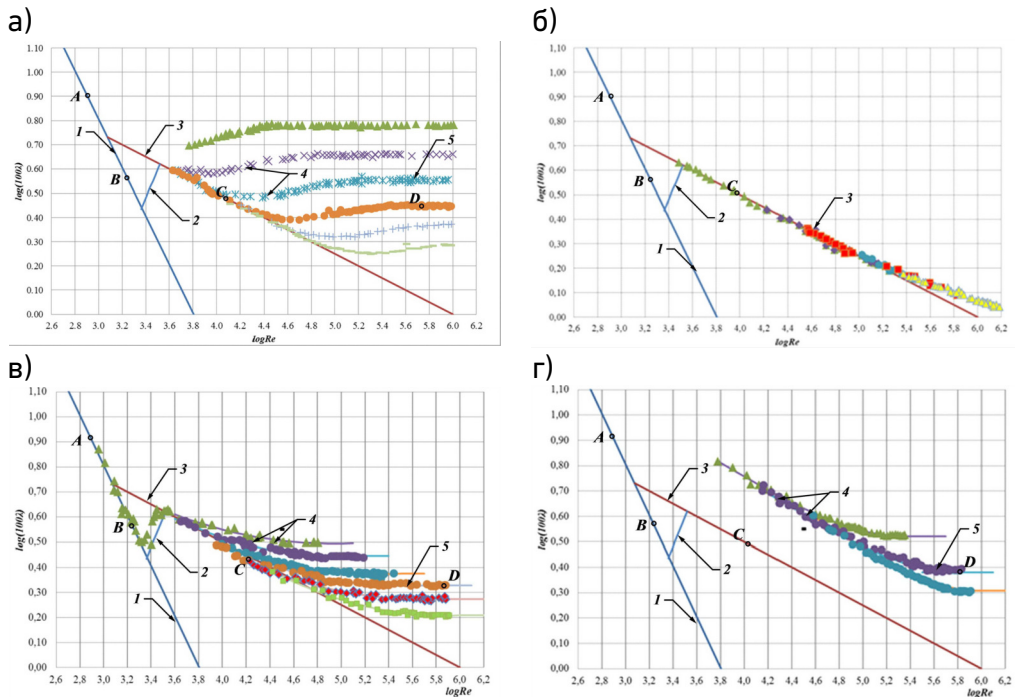 а)
1,10
1,00
0,90
0,80
0.70
0.60
0,50
0,40
0.30
0.20
0.10
0,00
log(100λ)
A
1
B
3
2
C
4
5
D
2,6 2,8 3,0 3,2 3,4 3,6 3,8 4,0 4,2 4,4 4,6 4,8 5,0 5,2 5,4 5,6 5,8 6,0 6,2
logRe
б)
1,10
1,00
0,90
0,80
0,70
0,60
0,50
0,40
0,30
0,20
0,10
0,00
log(100λ)
A
B
C
3
2
1
2,6 2,8 3,0 3,2 3,4 3,6 3,8 4,0 4,2 4,4 4,6 4,8 5,0 5,2 5,4 5,6 5,8 6,0 6,2
logRe
в)
1,10
1,00
0,90
0,80
0,70
0,60
0,50
0,40
0,30
0,20
0,10
0,00
log(100λ)
A
3
B
4
C
2
5
D
1
2,6 2,8 3,0 3,2 3,4 3,6 3,8 4,0 4,2 4,4 4,6 4,8 5,0 5,2 5,4 5,6 5,8 6,0 6,2
logRe
г)
1,10
1,00
0,90
0,80
0,70
0,60
0,50
0,40
0,30
0,20
0,10
0,00
log(100λ)
A
3
4
B
C
2
5
D
1
2,6 2,8 3,0 3,2 3,4 3,6 3,8 4,0 4,2 4,4 4,6 4,8 5,0 5,2 5,4 5,6 5,8 6,0 6,2
logRe